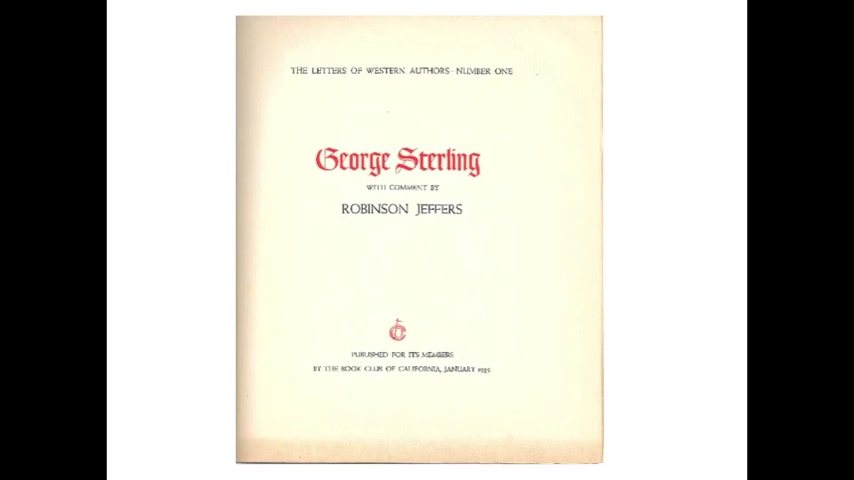 THE LETTERS OF WESTERN AUTHORS—NUMBER ONE
George Sterling
WITH COMMENT BY
ROBINSON JEFFERS
PUBLISHED FOR ITS MEMBERS
BY THE BOOK CLUB OF CALIFORNIA, JANUARY 1935